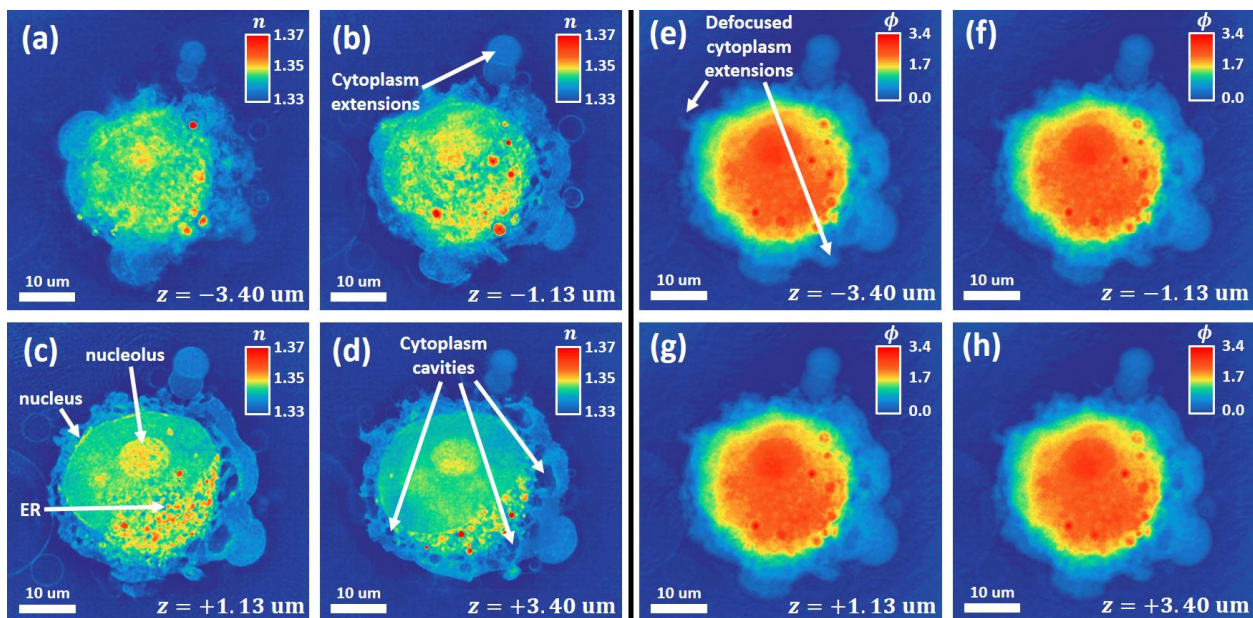 (a)
n
1.37
1.35
1.33
10 um
z = −3.40 um
(b)
n
1.37
1.35
1.33
Cytoplasm
extensions
10 um
z = −1.13 um
(c)
n
1.37
1.35
1.33
nucleolus
nucleus
ER
10 um
z = +1.13 um
(d)
n
1.37
1.35
1.33
Cytoplasm
cavities
10 um
z = +3.40 um
(e)
Defocused
cytoplasm
extensions
ϕ
3.4
1.7
0.0
10 um
z = −3.40 um
(f)
ϕ
3.4
1.7
0.0
10 um
z = −1.13 um
(g)
ϕ
3.4
1.7
0.0
10 um
z = +1.13 um
(h)
ϕ
3.4
1.7
0.0
10 um
z = +3.40 um